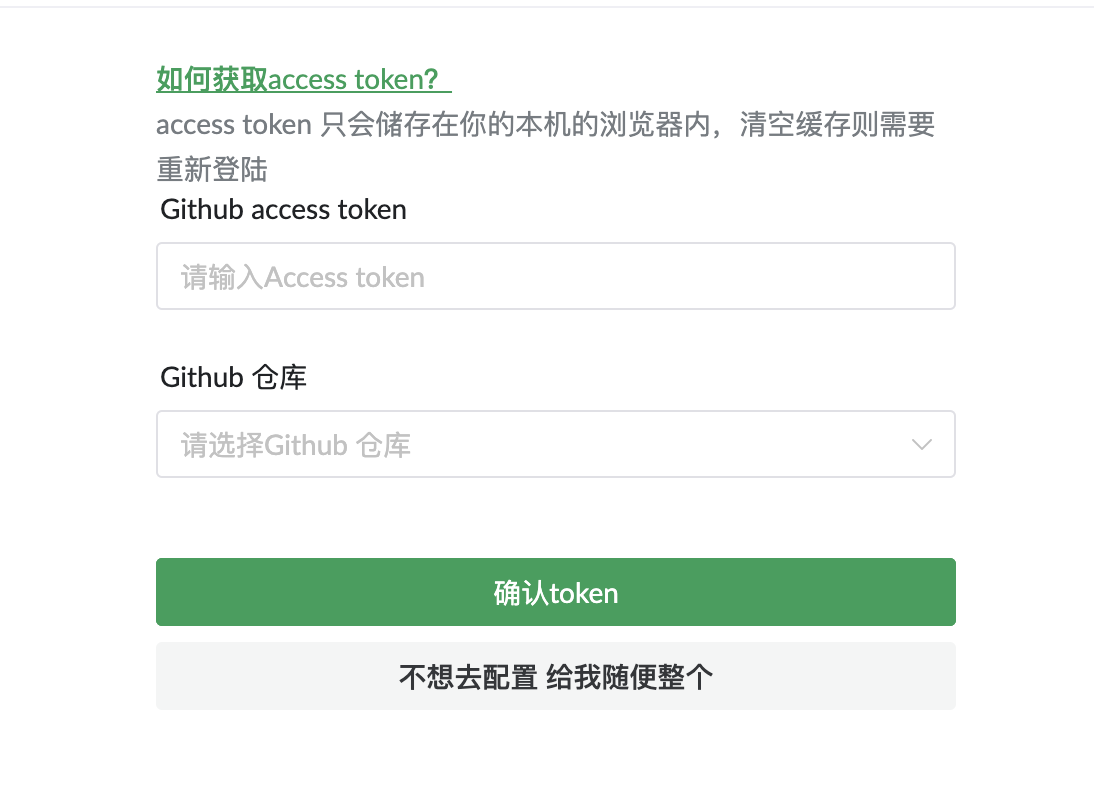 如何获取access token？
access token 只会储存在你的本机的浏览器内，清空缓存则需要
重新登陆
Github access token
请输入Access token
Github 仓库
请选择Github 仓库
确认token
不想去配置 给我随便整个